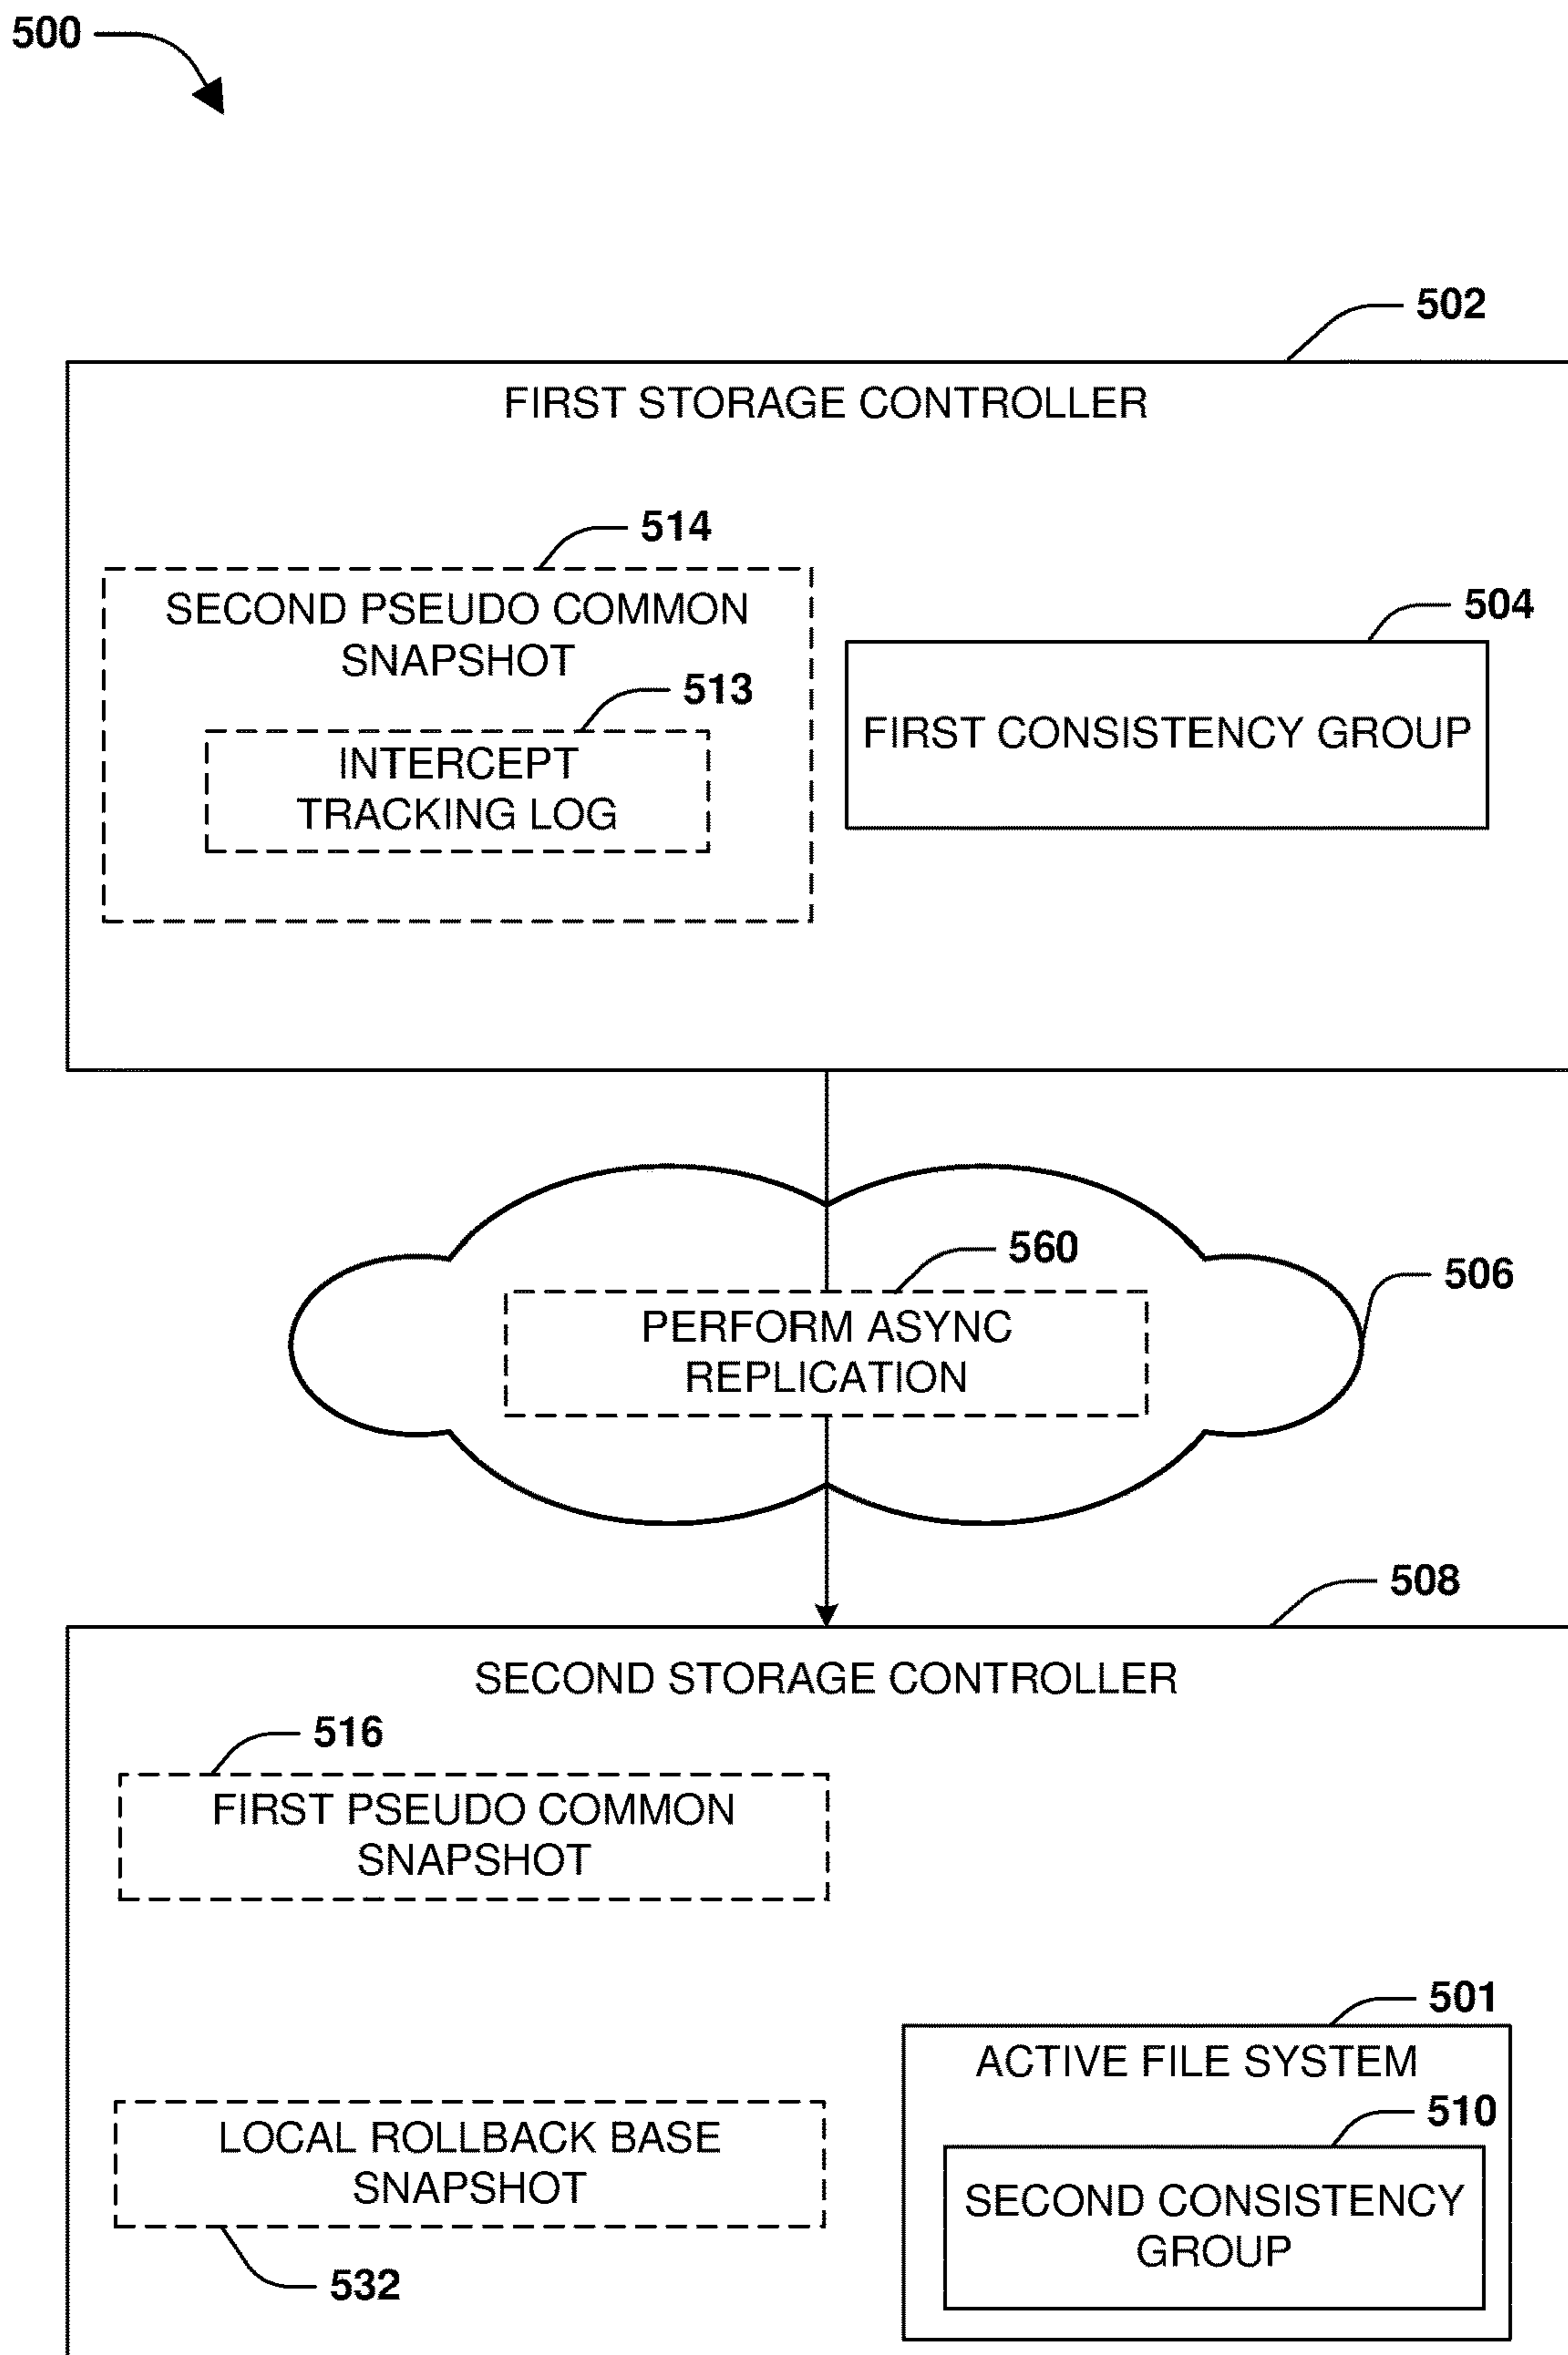 500
502
FIRST STORAGE CONTROLLER
514
SECOND PSEUDO COMMON
SNAPSHOT
513
INTERCEPT
TRACKING LOG
504
FIRST CONSISTENCY GROUP
560
PERFORM ASYNC
REPLICATION
506
508
SECOND STORAGE CONTROLLER
516
FIRST PSEUDO COMMON
SNAPSHOT
501
ACTIVE FILE SYSTEM
510
SECOND CONSISTENCY
GROUP
LOCAL ROLLBACK BASE
SNAPSHOT
532